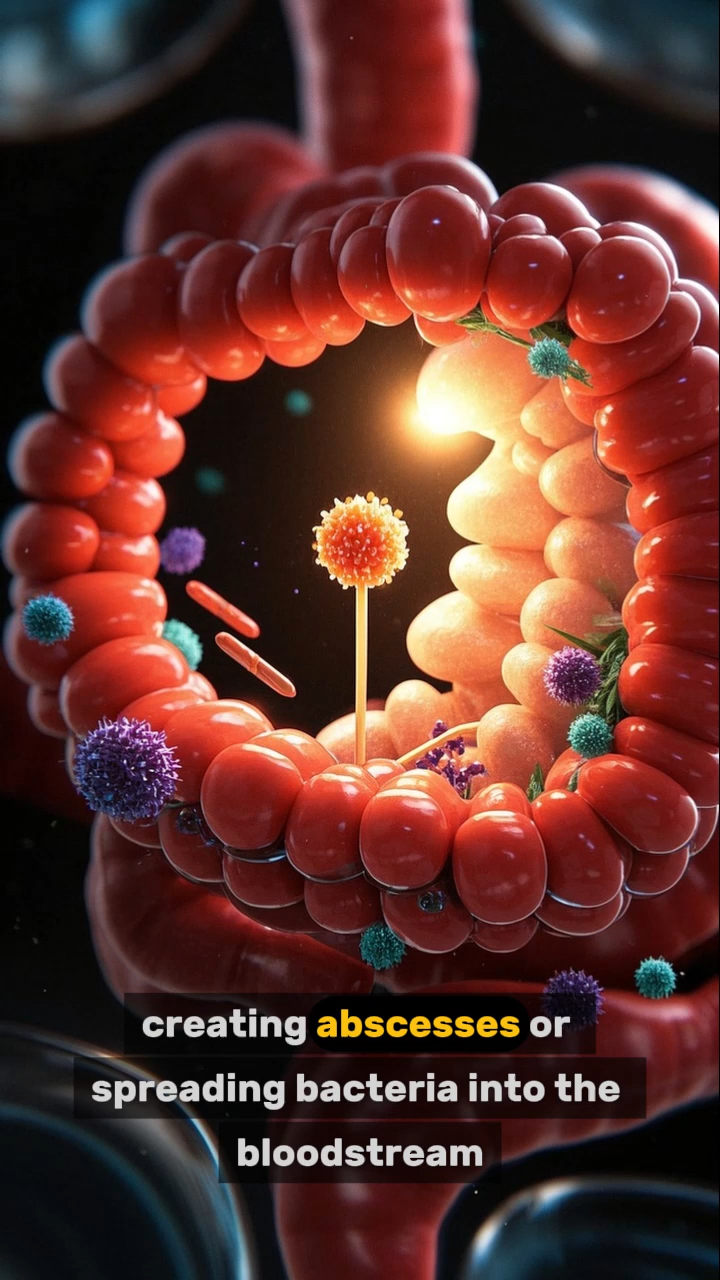 creating abscesses or
spreading bacteria into the
bloodstream